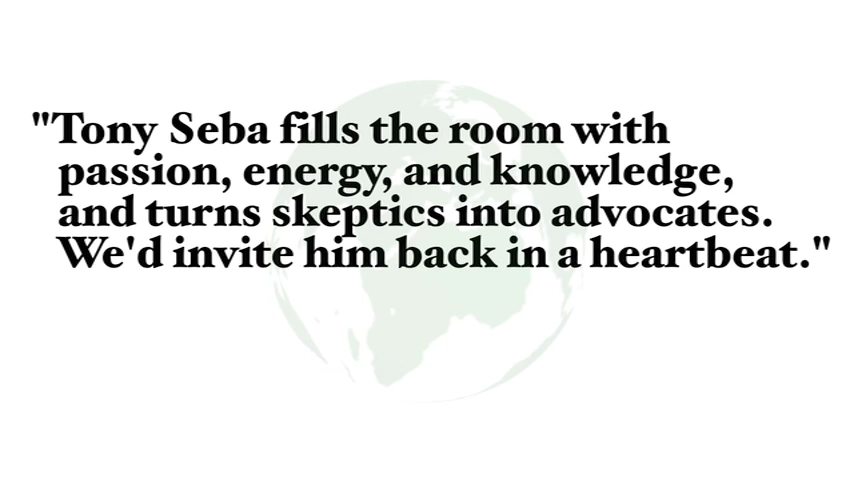 "Tony Seba fills the room with
passion, energy, and knowledge,
and turns skeptics into advocates.
We'd invite him back in a heartbeat."